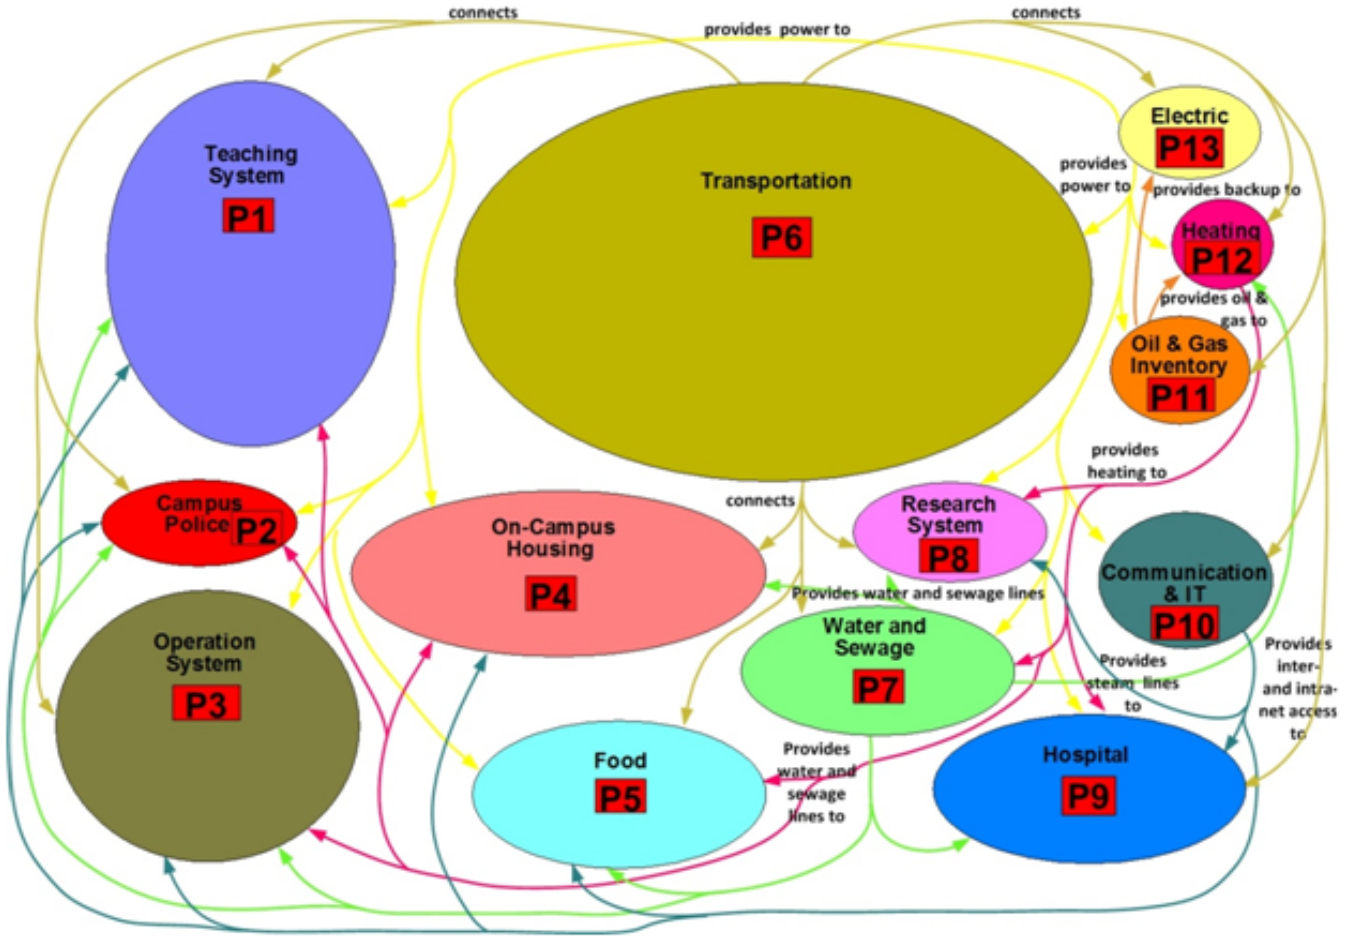 connects
provides power to
connects
Teaching
System
P1
Transportation
P6
Electric
P13
provides
power to
provides backup to
Heating
P12
provides oil &
gas to
Oil & Gas
Inventory
P11
Campus
Police P2
On-Campus
Housing
P4
connects
Research
System
P8
provides
heating to
Communication
& IT
P10
Operation
System
P3
Provides water and sewage lines
Water and
Sewage
P7
Provides
steam lines
to
Provides
inter-
and intra-
net access
to
Food
P5
Provides
water and
sewage
lines to
Hospital
P9